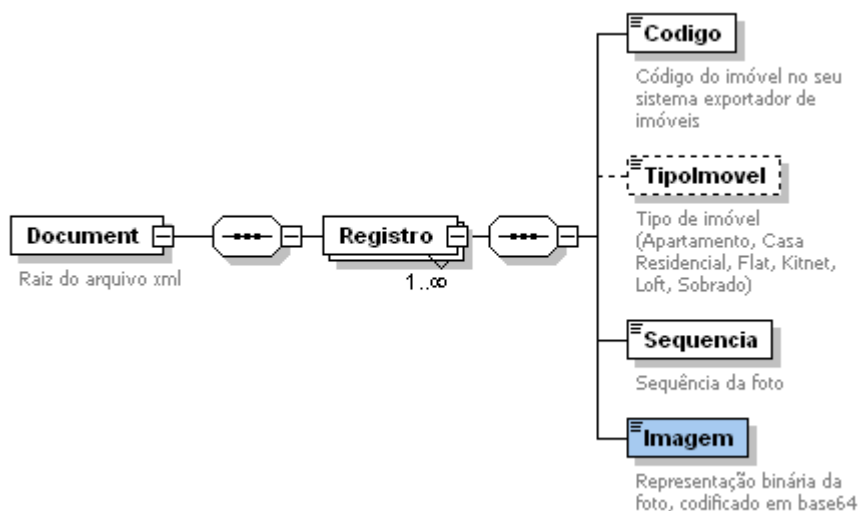 Codigo
Código do imóvel no seu
sistema exportador de
imóveis
TipoImovel
Tipo de imóvel
(Apartamento, Casa
Residencial, Flat, Kitnet,
Loft, Sobrado)
Document
Raiz do arquivo xml
Registro
1..∞
Sequencia
Sequência da foto
Imagem
Representação binária da
foto, codificado em base64